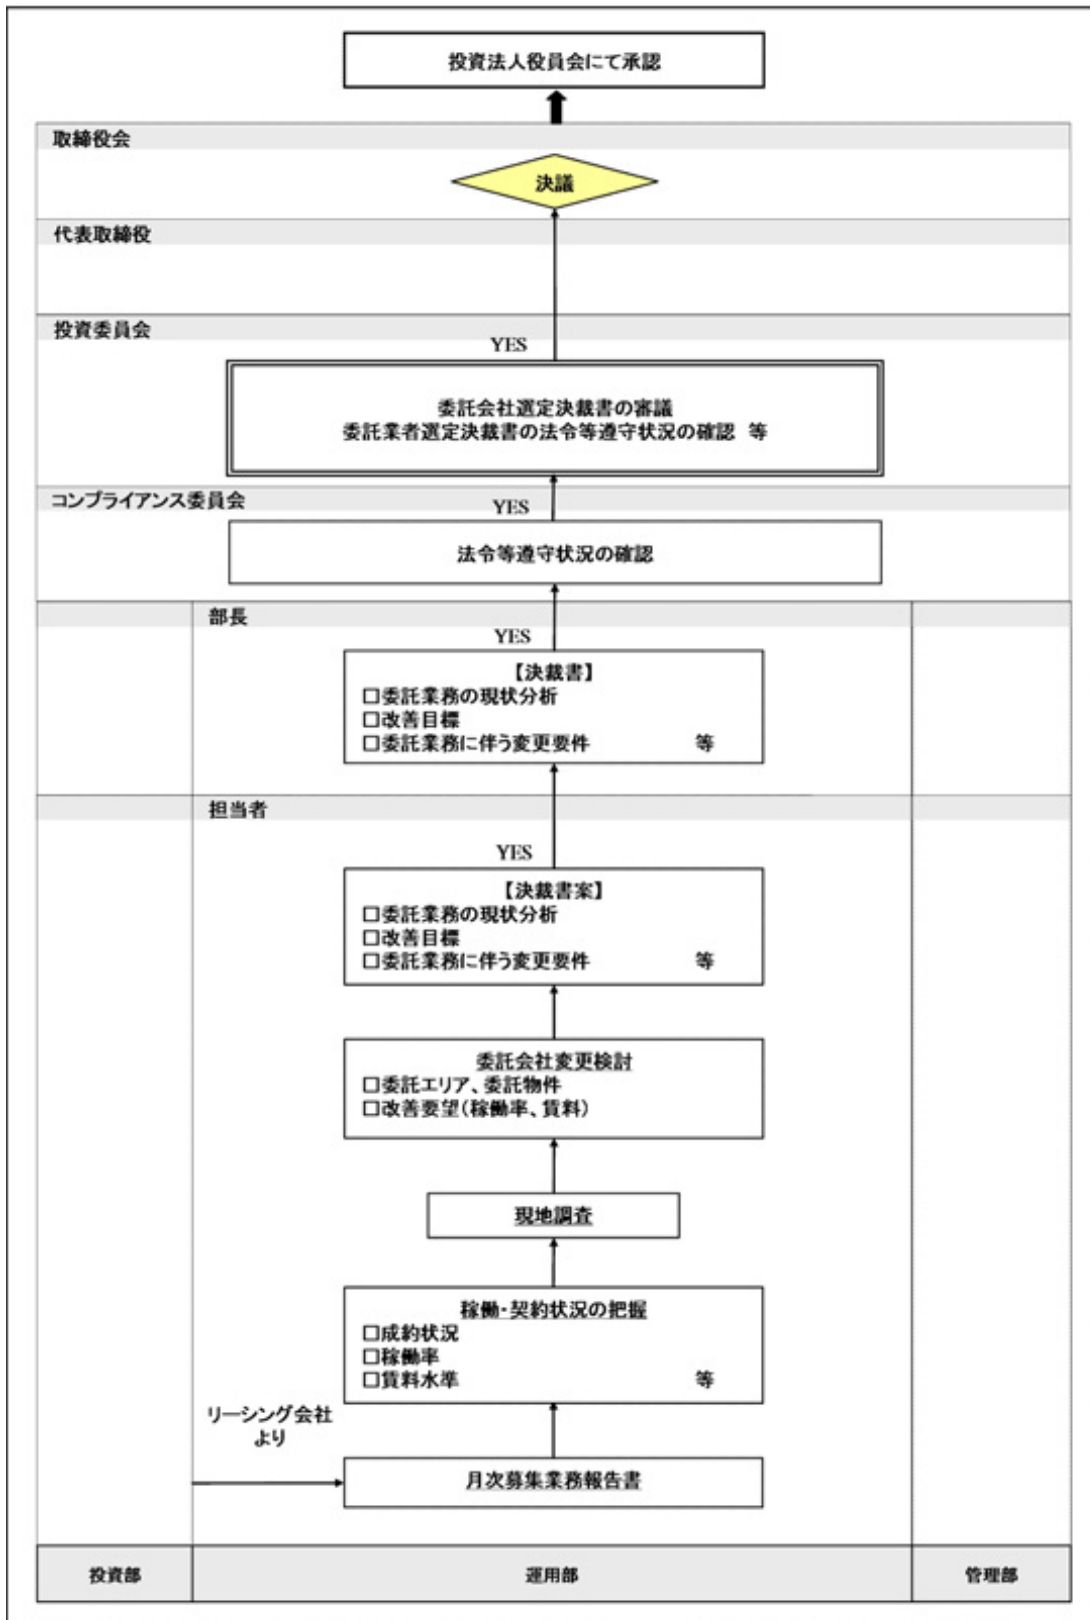 投資法人役員会にて承認
取締役会
決議
代表取締役
投資委員会
YES
委託会社選定決裁書の審議
委託業者選定決裁書の法令等遵守状況の確認 等
コンプライアンス委員会
YES
法令等遵守状況の確認
部長
YES
【決裁書】
□委託業務の現状分析
□改善目標
□委託業務に伴う変更要件 等
担当者
YES
【決裁書案】
□委託業務の現状分析
□改善目標
□委託業務に伴う変更要件 等
委託会社変更検討
□委託エリア、委託物件
□改善要望(稼働率、賃料)
現地調査
稼働・契約状況の把握
□成約状況
□稼働率
□賃料水準 等
リーシング会社
より
月次募集業務報告書
投資部 運用部 管理部